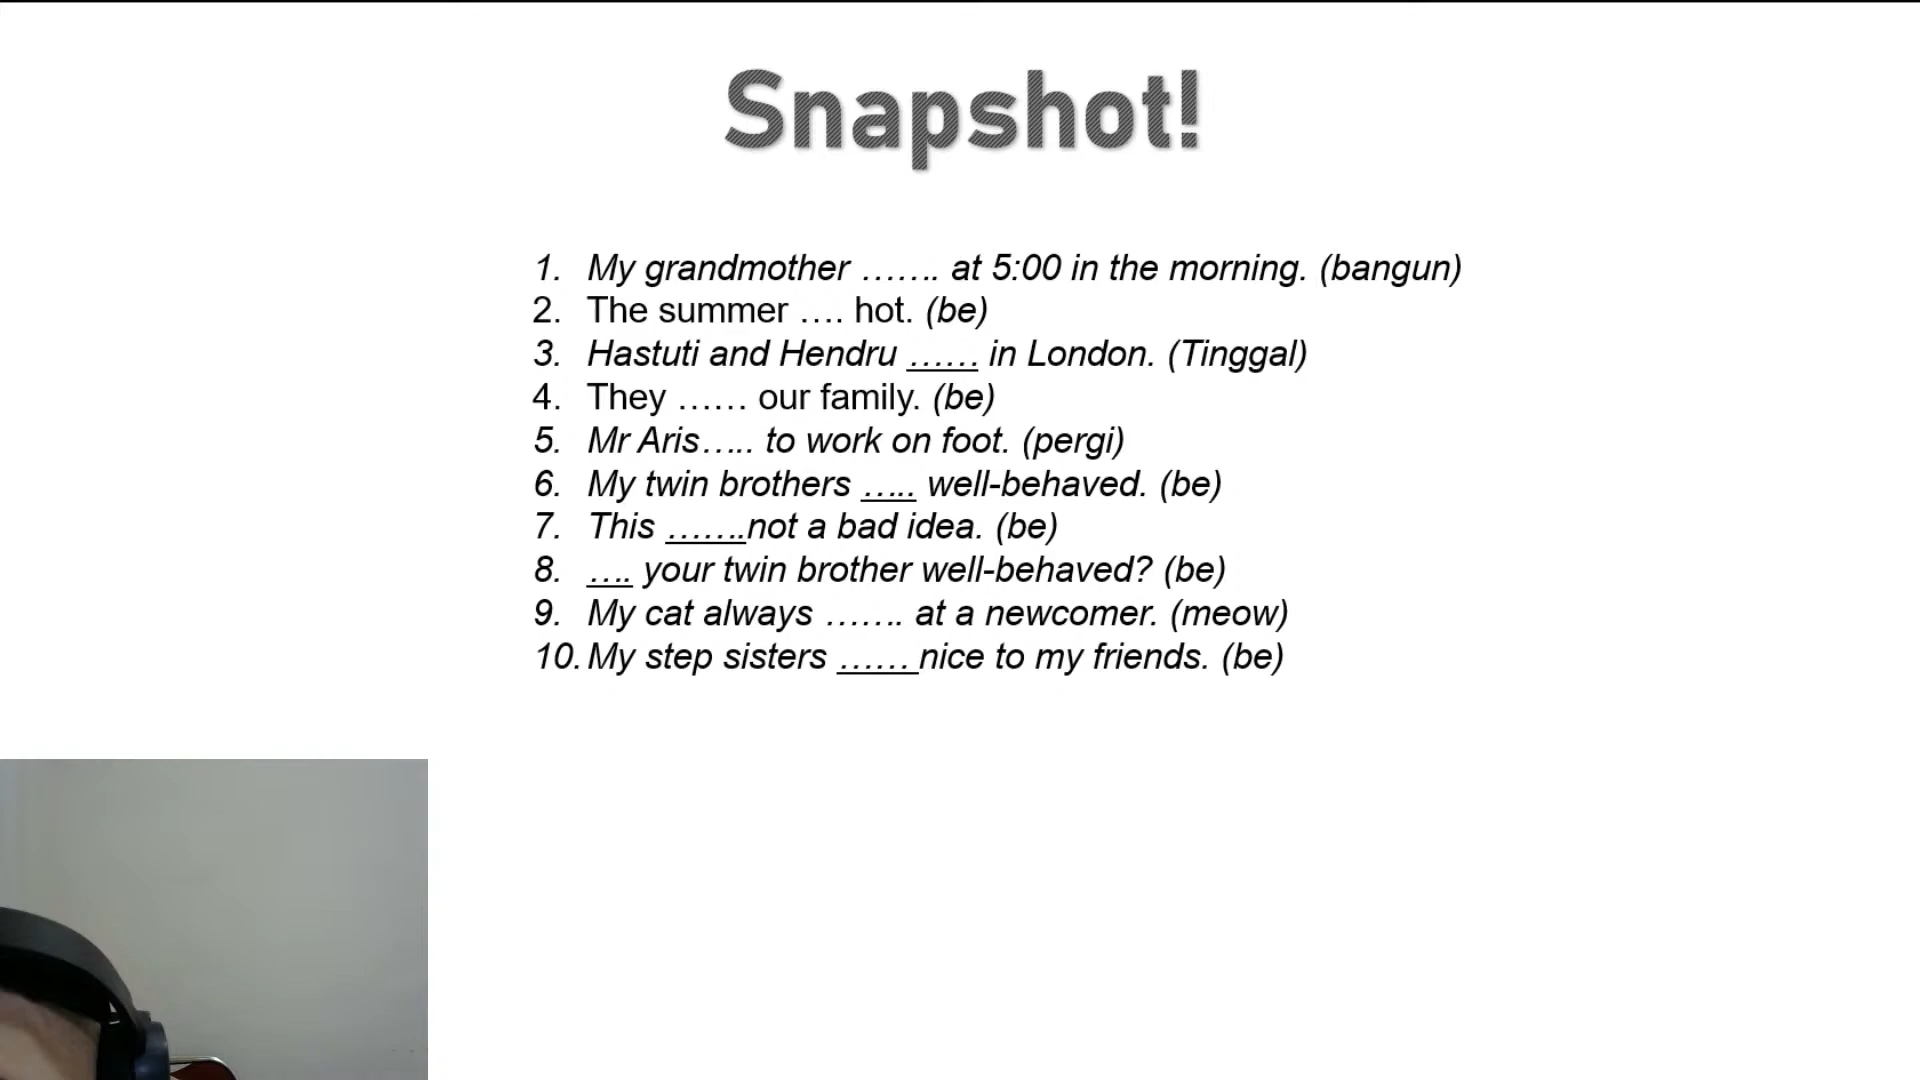 Snapshot!
1. My grandmother ……. at 5:00 in the morning. (bangun)
2. The summer …. hot. (be)
3. Hastuti and Hendru …… in London. (Tinggal)
4. They …… our family. (be)
5. Mr Aris….. to work on foot. (pergi)
6. My twin brothers ….. well-behaved. (be)
7. This …….not a bad idea. (be)
8. …. your twin brother well-behaved? (be)
9. My cat always ……. at a newcomer. (meow)
10. My step sisters …… nice to my friends. (be)